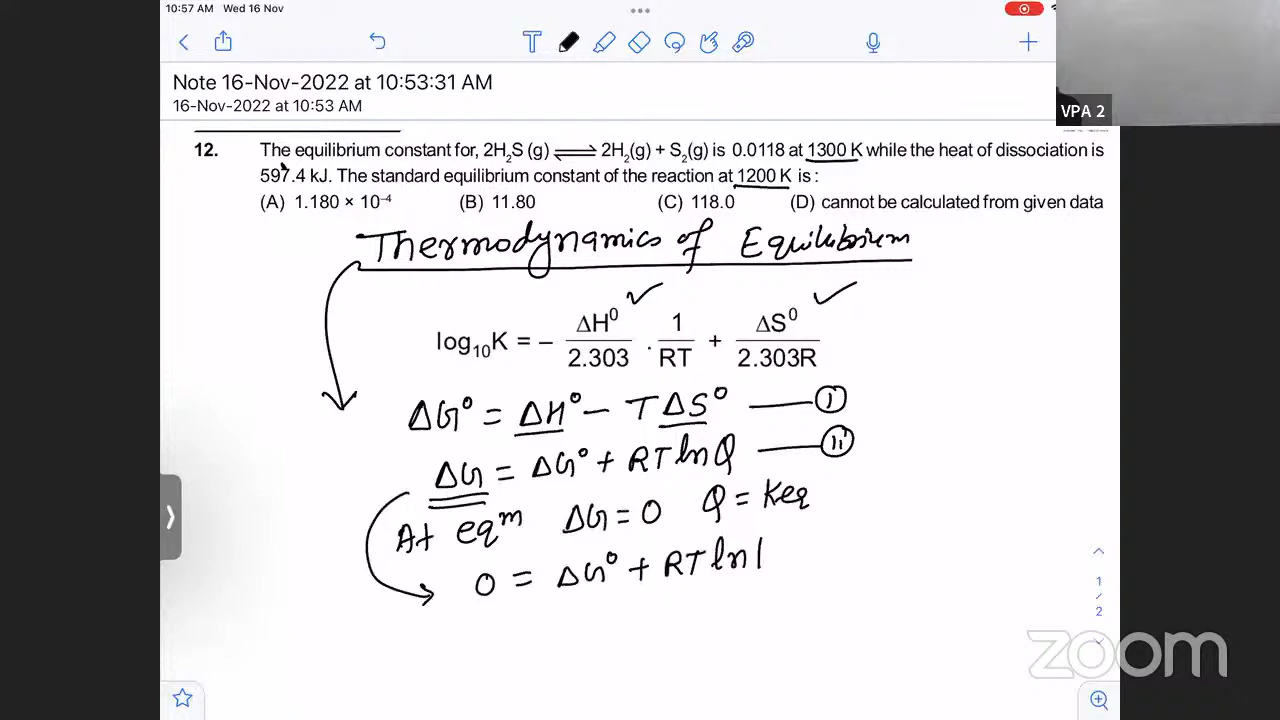 10:57 AM Wed 16 Nov
VPA 2
Note 16-Nov-2022 at 10:53:31 AM
16-Nov-2022 at 10:53 AM
12. The equilibrium constant for, 2H₂S (g) ⇌ 2H₂(g) + S₂(g) is 0.0118 at 1300 K while the heat of dissociation is
597.4 kJ. The standard equilibrium constant of the reaction at 1200 K is :
(A) 1.180 × 10⁻⁴ (B) 11.80 (C) 118.0 (D) cannot be calculated from given data
Thermodynamics of Equilibrium
log₁₀K = – ΔH⁰/2.303 . 1/RT + ΔS⁰/2.303R
ΔG° = ΔH° – TΔS° —— (i)
ΔG = ΔG° + RT ln Q —— (ii)
At eqᵐ ΔG = 0 Q = Keq
0 = ΔG° + RT ln
1
/
2
zoom